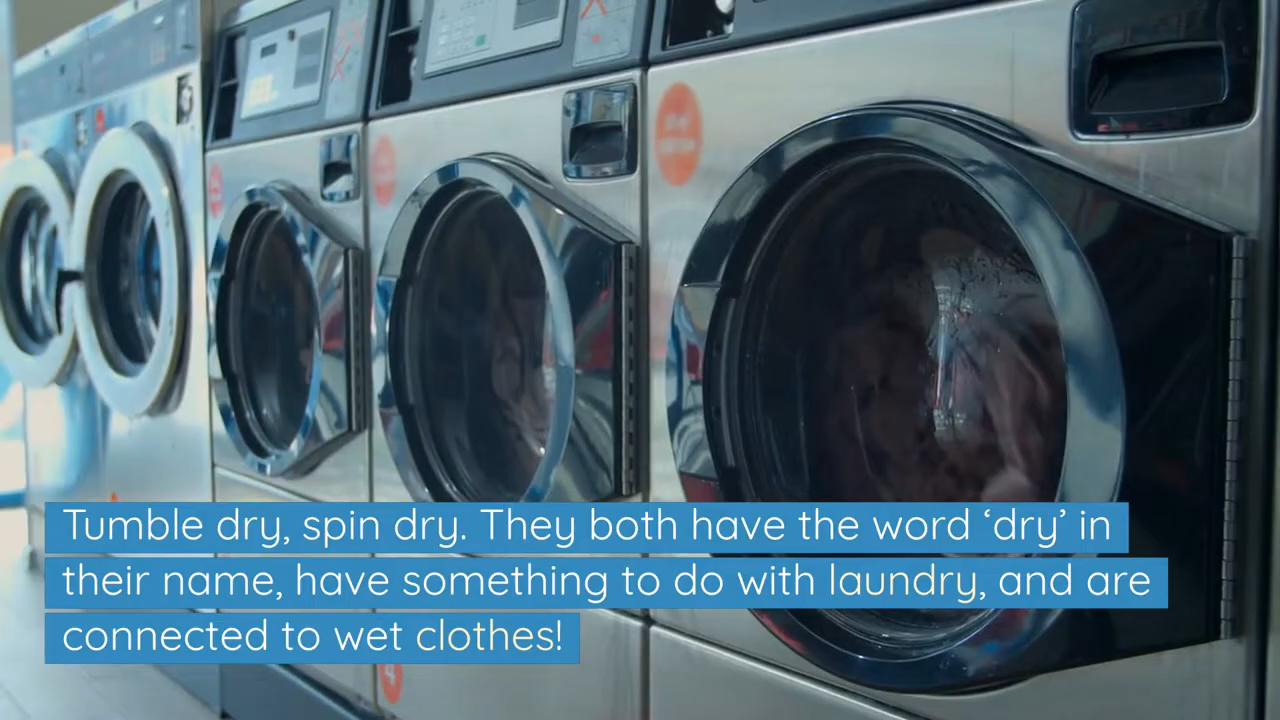 Tumble dry, spin dry. They both have the word ‘dry’ in
their name, have something to do with laundry, and are
connected to wet clothes!